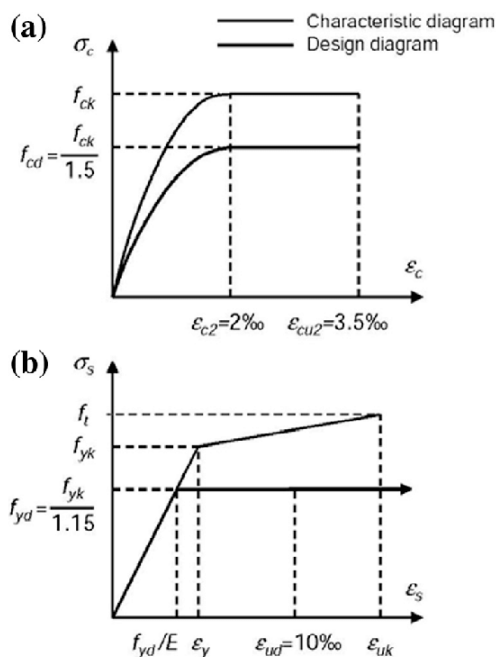 (a)
Characteristic diagram
Design diagram
σc
fck
fcd = fck / 1.5
εc
εc2=2‰ εcu2=3.5‰
(b)
σs
ft
fyk
fyd = fyk / 1.15
εs
fyd/E εy εud=10‰ εuk